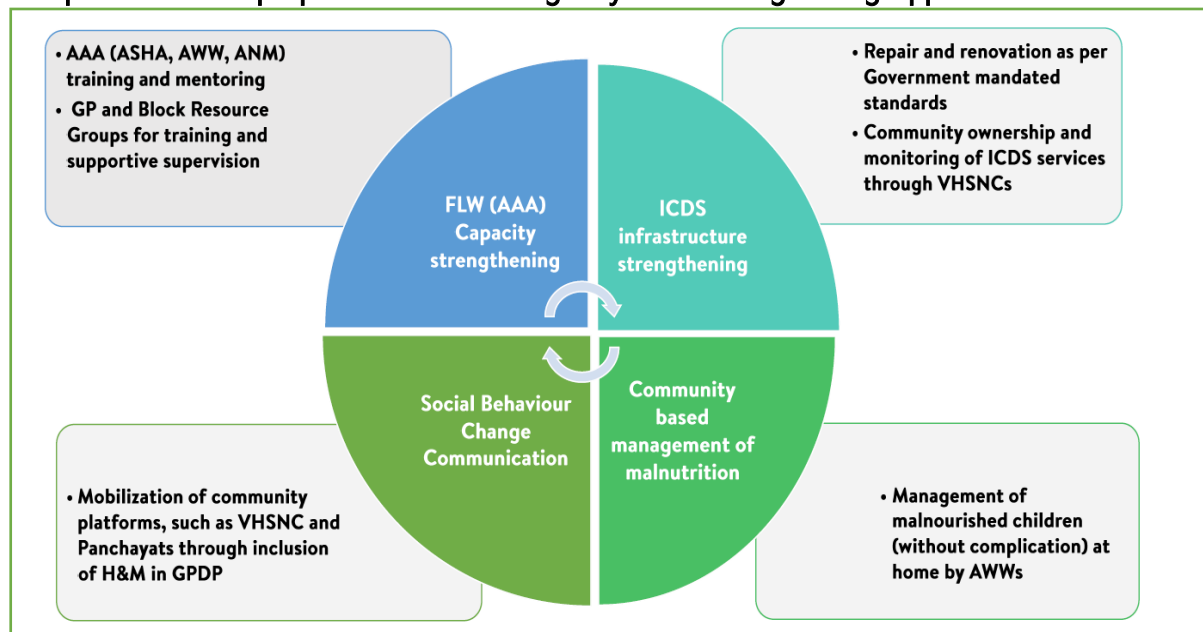 • AAA (ASHA, AWW, ANM)
training and mentoring
• GP and Block Resource
Groups for training and
supportive supervision
FLW (AAA)
Capacity
strengthening
ICDS
infrastructure
strengthening
• Repair and renovation as per
Government mandated
standards
• Community ownership and
monitoring of ICDS services
through VHSNCs
Social Behaviour
Change
Communication
Community
based
management of
malnutrition
• Mobilization of community
platforms, such as VHSNC and
Panchayats through inclusion
of H&M in GPDP
• Management of
malnourished children
(without complication) at
home by AWWs